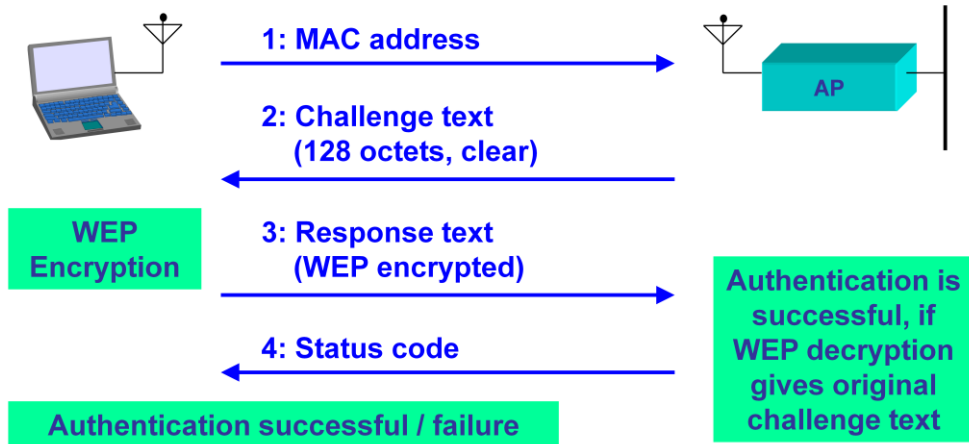 1: MAC address
AP
2: Challenge text
(128 octets, clear)
WEP
Encryption
3: Response text
(WEP encrypted)
Authentication is
successful, if
WEP decryption
gives original
challenge text
4: Status code
Authentication successful / failure